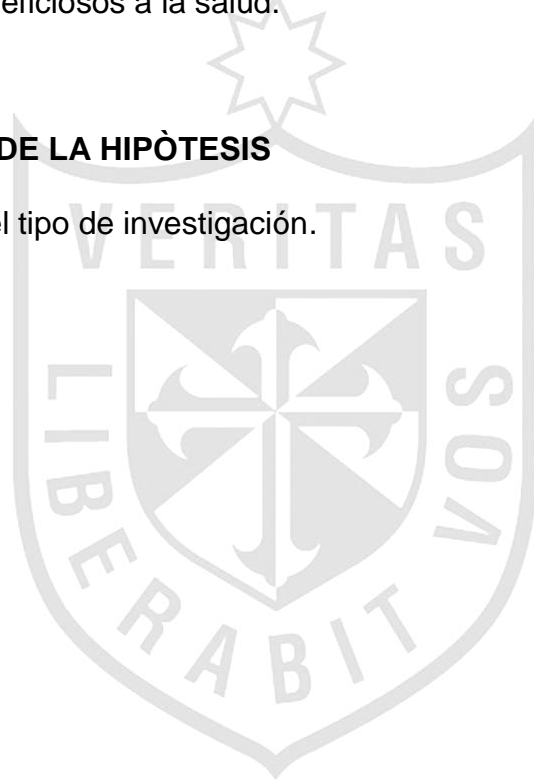 eficiosos a la salud.
DE LA HIPÒTESIS
el tipo de investigación.
VERITAS
LIBERABIT
VOS